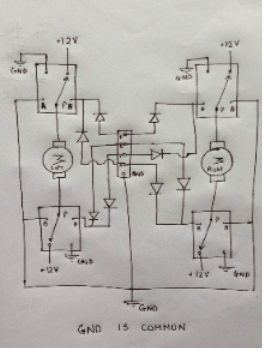 +12V
+12V
GND
GND
A
P
B
P
M
Left
M
Right
GND
P
P
+12V
GND
+12V
GND
GND
GND IS COMMON